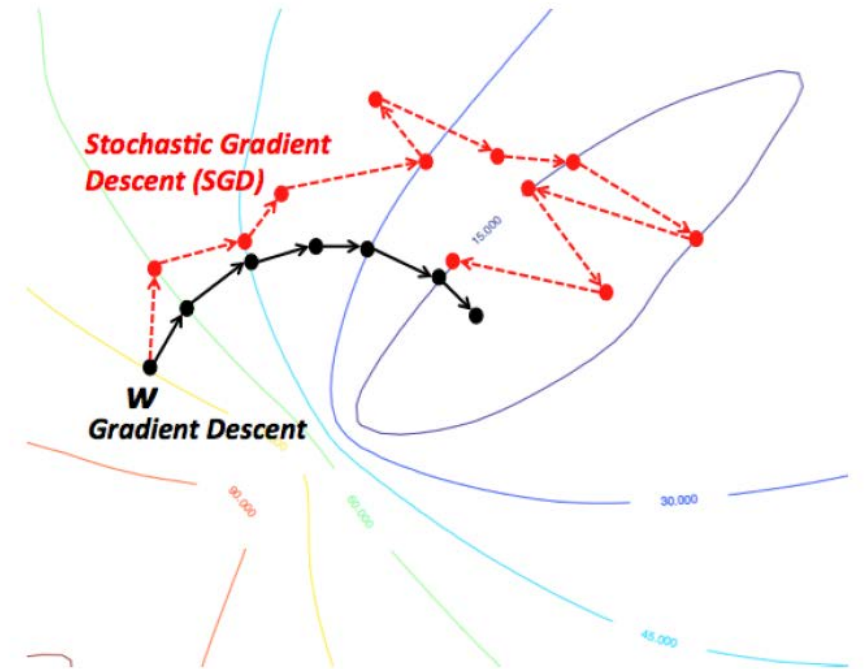 Stochastic Gradient
Descent (SGD)
15.000
W
Gradient Descent
90.000
60.000
30.000
45.000